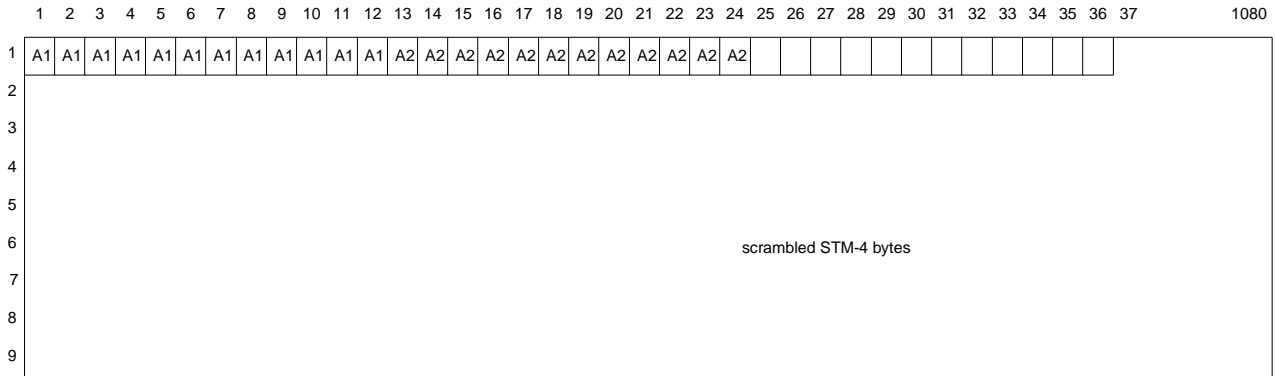 1 2 3 4 5 6 7 8 9 10 11 12 13 14 15 16 17 18 19 20 21 22 23 24 25 26 27 28 29 30 31 32 33 34 35 36 37 1080
1 A1 A1 A1 A1 A1 A1 A1 A1 A1 A1 A1 A1 A2 A2 A2 A2 A2 A2 A2 A2 A2 A2 A2 A2
2
3
4
5
6 scrambled STM-4 bytes
7
8
9